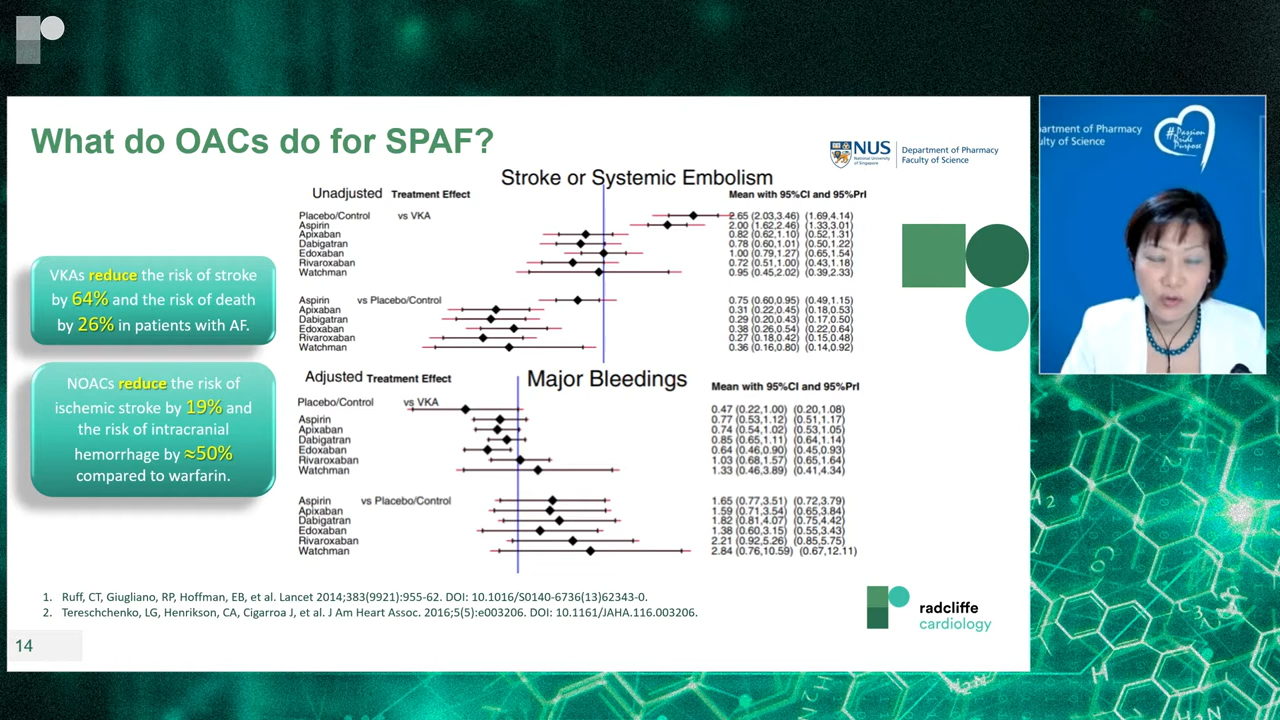 What do OACs do for SPAF?
NUS
National University
of Singapore
Department of Pharmacy
Faculty of Science
artment of Pharmacy
ulty of Science
#Passion
Pride
Purpose
VKAs reduce the risk of stroke
by 64% and the risk of death
by 26% in patients with AF.
NOACs reduce the risk of
ischemic stroke by 19% and
the risk of intracranial
hemorrhage by ≈50%
compared to warfarin.
Stroke or Systemic Embolism
Unadjusted Treatment Effect Mean with 95%CI and 95%PrI
Placebo/Control vs VKA 2.65 (2.03,3.46) (1.69,4.14)
Aspirin 2.00 (1.62,2.46) (1.33,3.01)
Apixaban 0.82 (0.62,1.10) (0.52,1.31)
Dabigatran 0.78 (0.60,1.01) (0.50,1.22)
Edoxaban 1.00 (0.79,1.27) (0.65,1.54)
Rivaroxaban 0.72 (0.51,1.00) (0.43,1.18)
Watchman 0.95 (0.45,2.02) (0.39,2.33)
Aspirin vs Placebo/Control 0.75 (0.60,0.95) (0.49,1.15)
Apixaban 0.31 (0.22,0.45) (0.18,0.53)
Dabigatran 0.29 (0.20,0.43) (0.17,0.50)
Edoxaban 0.38 (0.26,0.54) (0.22,0.64)
Rivaroxaban 0.27 (0.18,0.42) (0.15,0.48)
Watchman 0.36 (0.16,0.80) (0.14,0.92)
Adjusted Treatment Effect Major Bleedings Mean with 95%CI and 95%PrI
Placebo/Control vs VKA 0.47 (0.22,1.00) (0.20,1.08)
Aspirin 0.77 (0.53,1.12) (0.51,1.17)
Apixaban 0.74 (0.54,1.02) (0.53,1.05)
Dabigatran 0.85 (0.65,1.11) (0.64,1.14)
Edoxaban 0.64 (0.46,0.90) (0.45,0.93)
Rivaroxaban 1.03 (0.68,1.57) (0.65,1.64)
Watchman 1.33 (0.46,3.89) (0.41,4.34)
Aspirin vs Placebo/Control 1.65 (0.77,3.51) (0.72,3.79)
Apixaban 1.59 (0.71,3.54) (0.65,3.84)
Dabigatran 1.82 (0.81,4.07) (0.75,4.42)
Edoxaban 1.38 (0.60,3.15) (0.55,3.43)
Rivaroxaban 2.21 (0.92,5.26) (0.85,5.75)
Watchman 2.84 (0.76,10.59) (0.67,12.11)
1. Ruff, CT, Giugliano, RP, Hoffman, EB, et al. Lancet 2014;383(9921):955-62. DOI: 10.1016/S0140-6736(13)62343-0.
2. Tereschchenko, LG, Henrikson, CA, Cigarroa J, et al. J Am Heart Assoc. 2016;5(5):e003206. DOI: 10.1161/JAHA.116.003206.
radcliffe
cardiology
14